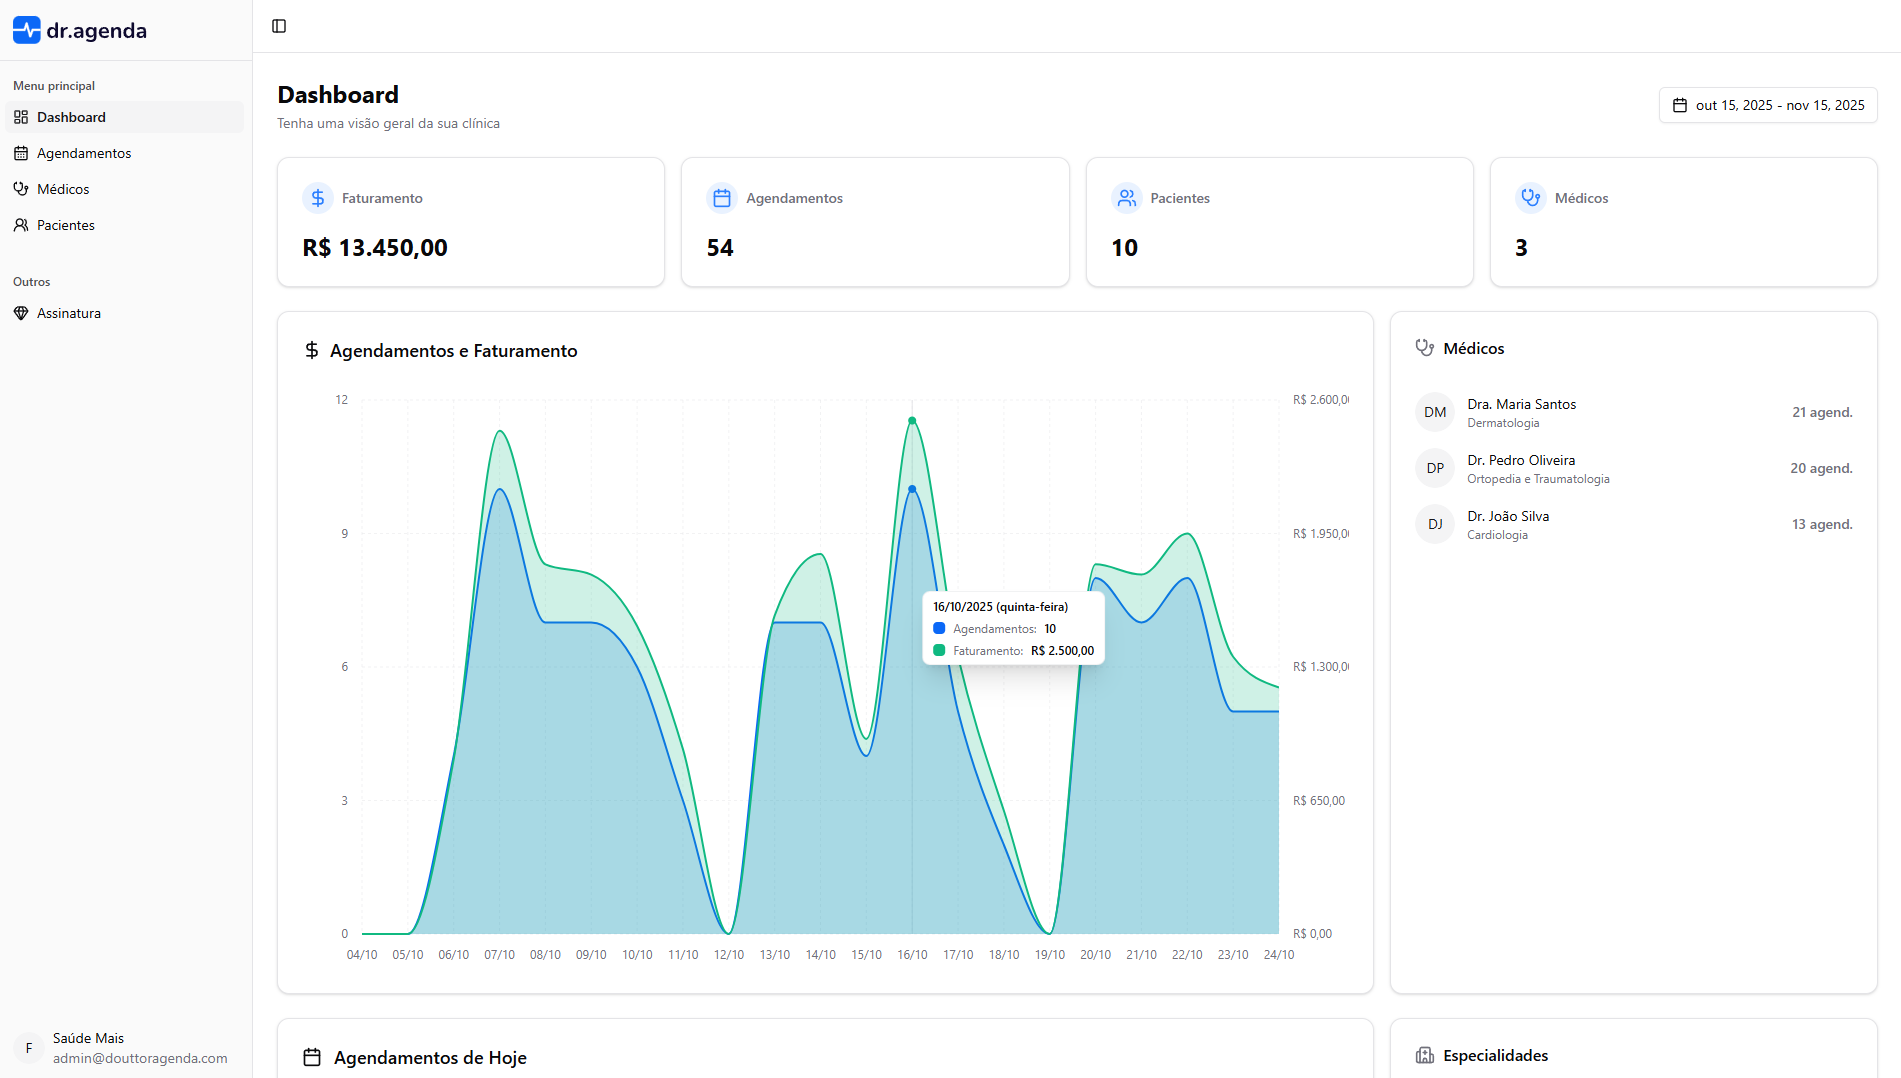 dr.agenda
Menu principal
Dashboard
Agendamentos
Médicos
Pacientes
Outros
Assinatura
F
Saúde Mais
admin@douttoragenda.com
Dashboard
Tenha uma visão geral da sua clínica
out 15, 2025 - nov 15, 2025
Faturamento
R$ 13.450,00
Agendamentos
54
Pacientes
10
Médicos
3
Agendamentos e Faturamento
12
9
6
3
0
R$ 2.600,0
R$ 1.950,0
R$ 1.300,0
R$ 650,00
R$ 0,00
16/10/2025 (quinta-feira)
Agendamentos: 10
Faturamento: R$ 2.500,00
04/10 05/10 06/10 07/10 08/10 09/10 10/10 11/10 12/10 13/10 14/10 15/10 16/10 17/10 18/10 19/10 20/10 21/10 22/10 23/10 24/10
Médicos
DM
Dra. Maria Santos
Dermatologia
21 agend.
DP
Dr. Pedro Oliveira
Ortopedia e Traumatologia
20 agend.
DJ
Dr. João Silva
Cardiologia
13 agend.
Agendamentos de Hoje
Especialidades